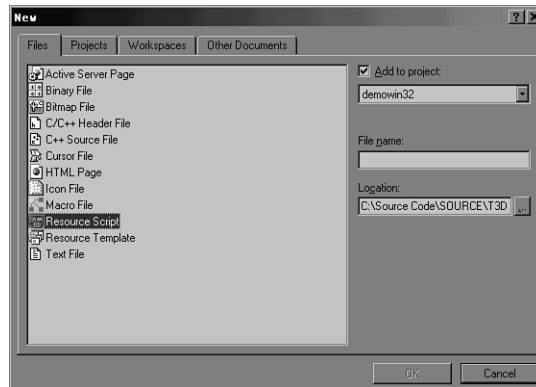 New
Files
Projects
Workspaces
Other Documents
Active Server Page
Binary File
Bitmap File
C/C++ Header File
C++ Source File
Cursor File
HTML Page
Icon File
Macro File
Resource Script
Resource Template
Text File
Add to project:
demowin32
File name:
Location:
C:\Source Code\SOURCE\T3D
...
OK
Cancel